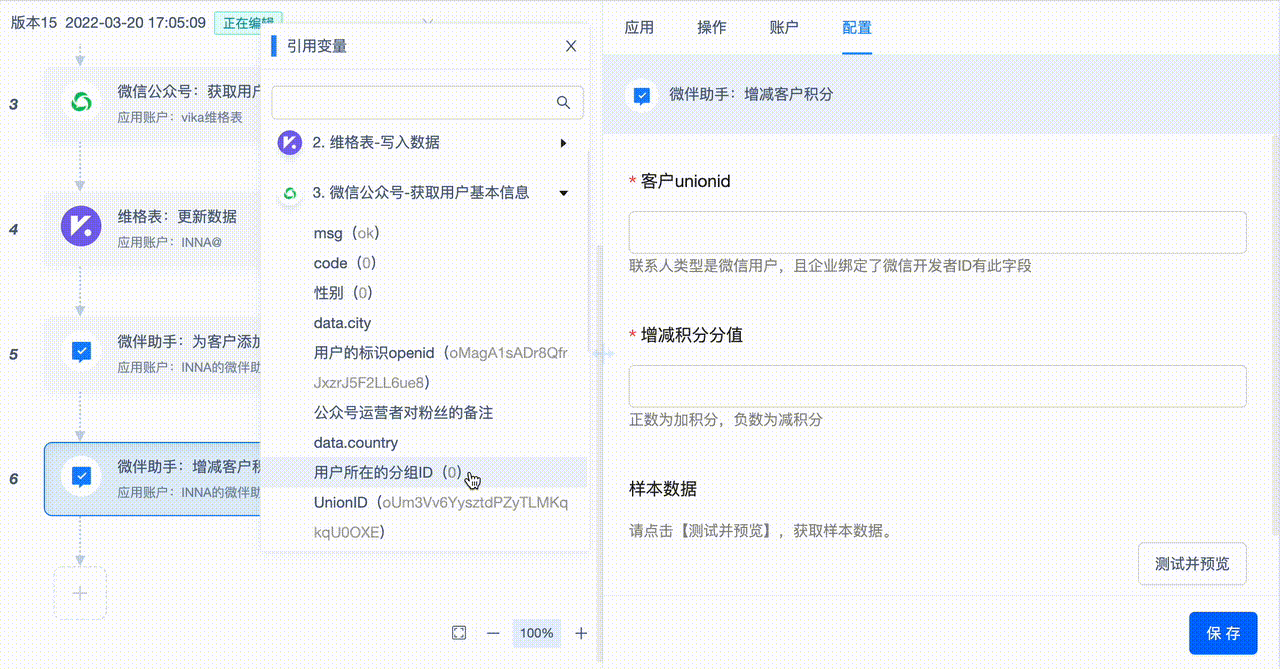 版本15 2022-03-20 17:05:09 正在编辑
3
微信公众号：获取用户
应用账户：vika维格表
4
维格表：更新数据
应用账户：INNA@
5
微伴助手：为客户添加
应用账户：INNA的微伴助
6
微伴助手：增减客户积
应用账户：INNA的微伴助
引用变量
2. 维格表-写入数据
3. 微信公众号-获取用户基本信息
msg（ok）
code（0）
性别（0）
data.city
用户的标识openid（oMagA1sADr8Qfr
JxzrJ5F2LL6ue8）
公众号运营者对粉丝的备注
data.country
用户所在的分组ID（0）
UnionID（oUm3Vv6YysztdPZyTLMKq
kqU0OXE）
100%
应用 操作 账户 配置
微伴助手：增减客户积分
* 客户unionid
联系人类型是微信用户，且企业绑定了微信开发者ID有此字段
* 增减积分分值
正数为加积分，负数为减积分
样本数据
请点击【测试并预览】，获取样本数据。
测试并预览
保 存